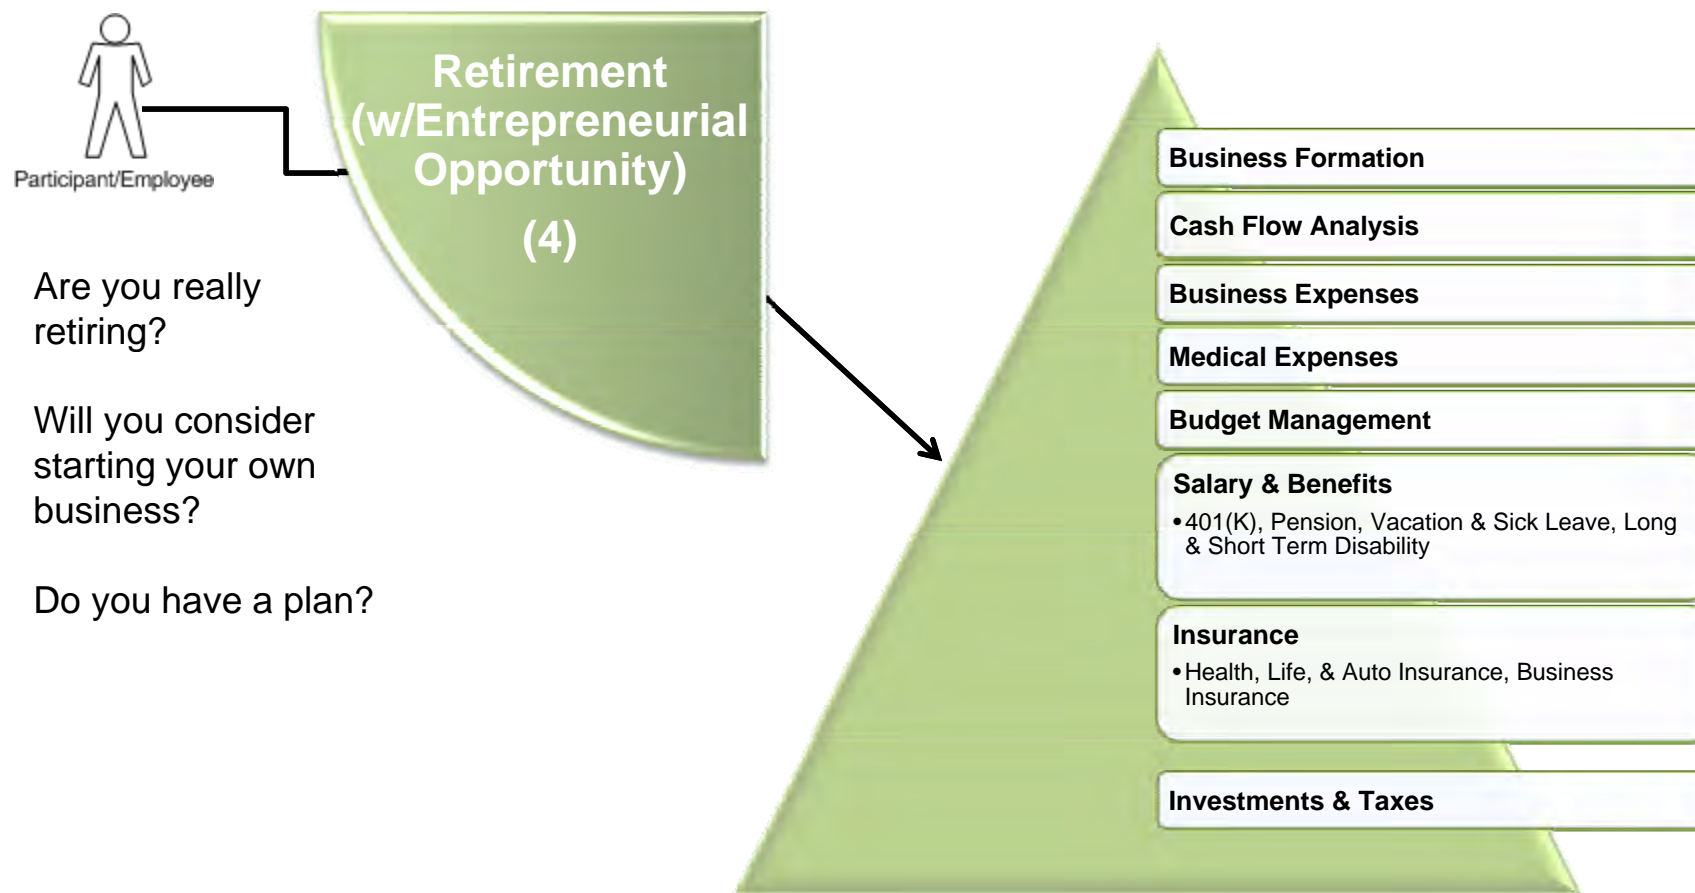 Participant/Employee
Retirement
(w/Entrepreneurial
Opportunity)
(4)
Are you really
retiring?
Will you consider
starting your own
business?
Do you have a plan?
Business Formation
Cash Flow Analysis
Business Expenses
Medical Expenses
Budget Management
Salary & Benefits
•401(K), Pension, Vacation & Sick Leave, Long
& Short Term Disability
Insurance
•Health, Life, & Auto Insurance, Business
Insurance
Investments & Taxes